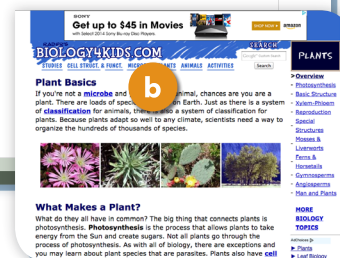 SONY
Get up to $45 in Movies
with select 2014 Sony Blu-ray Disc Players.
SHOP NOW
amazon
BIOLOGY4KIDS.COM
SEARCH
Search
STUDIES CELL STRUCT. & FUNCT. PLANTS ANIMALS ACTIVITIES
b
PLANTS
Plant Basics
If you're not a microbe and animal, chances are you are a
plant. There are loads of on Earth. Just as there is a system
of classification for animals, there is also a system of classification for
plants. Because plants adapt so well to any climate, scientists need a way to
organize the hundreds of thousands of species.
What Makes a Plant?
What do they all have in common? The big thing that connects plants is
photosynthesis. Photosynthesis is the process that allows plants to take
energy from the Sun and create sugars. Not all plants go through the
process of photosynthesis. As with all of biology, there are exceptions and
you may learn about plant species that are parasites. Plants also have cell
>Overview
- Photosynthesis
- Basic Structure
- Xylem-Phloem
- Reproduction
- Special
Structures
- Mosses &
Liverworts
- Ferns &
Horsetails
- Gymnosperms
- Angiosperms
- Man and Plants
MORE
BIOLOGY
TOPICS
AdChoices
Plants
Leaf Biology